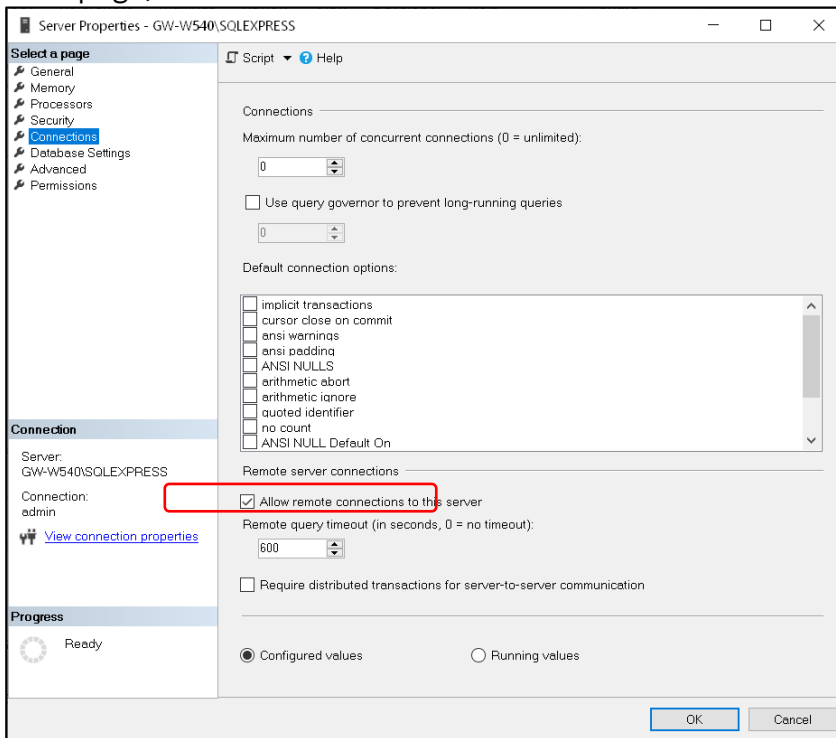 Server Properties - GW-W540\SQLEXPRESS
Select a page
General
Memory
Processors
Security
Connections
Database Settings
Advanced
Permissions
Script Help
Connections
Maximum number of concurrent connections (0 = unlimited):
0
Use query governor to prevent long-running queries
0
Default connection options:
implicit transactions
cursor close on commit
ansi warnings
ansi padding
ANSI NULLS
arithmetic abort
arithmetic ignore
quoted identifier
no count
ANSI NULL Default On
Connection
Server:
GW-W540\SQLEXPRESS
Connection:
admin
View connection properties
Remote server connections
Allow remote connections to this server
Remote query timeout (in seconds, 0 = no timeout):
600
Require distributed transactions for server-to-server communication
Progress
Ready
Configured values Running values
OK Cancel